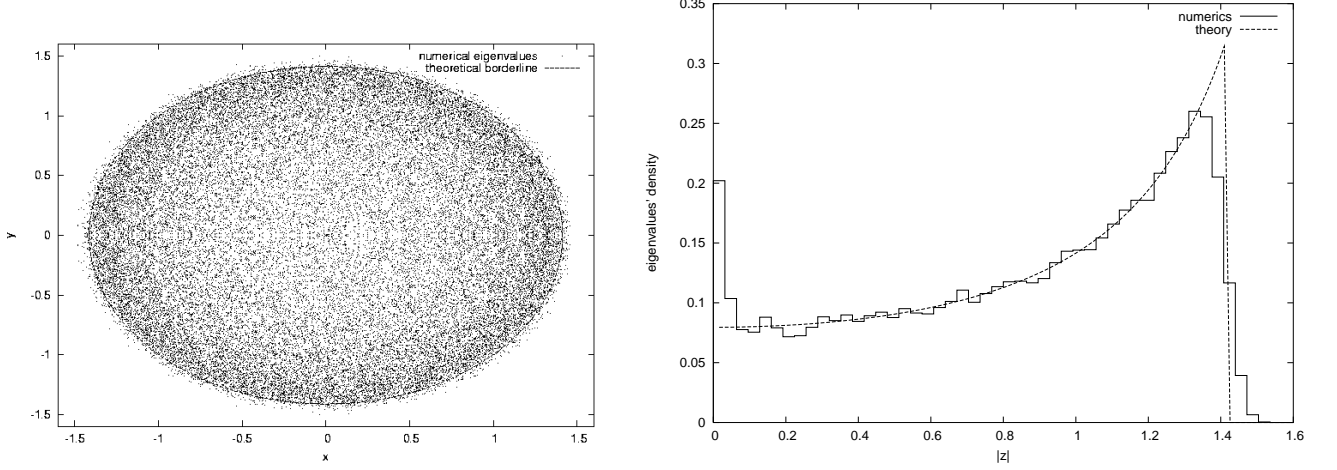 numerical eigenvalues
theoretical borderline
1.5
1
0.5
0
-0.5
-1
-1.5
y
-1.5 -1 -0.5 0 0.5 1 1.5
x
numerics
theory
0.35
0.3
0.25
0.2
0.15
0.1
0.05
0
eigenvalues' density
0 0.2 0.4 0.6 0.8 1 1.2 1.4 1.6
|z|